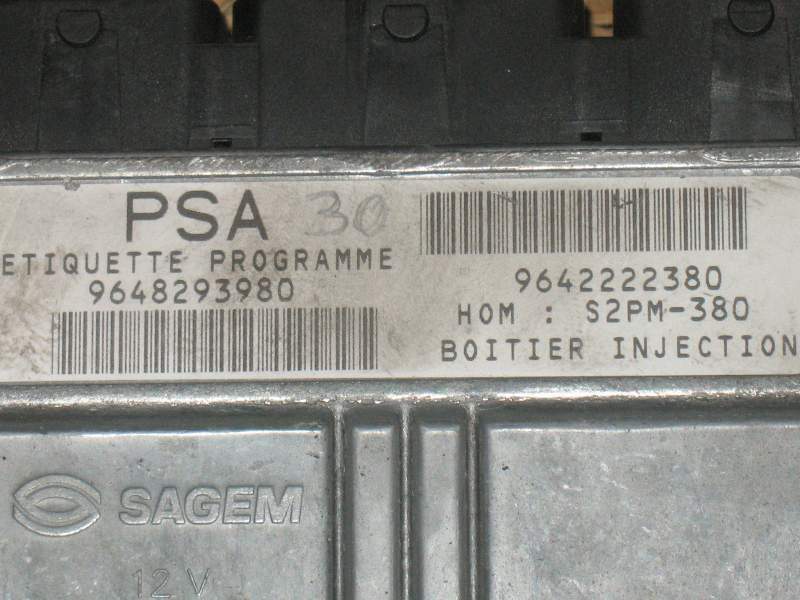 PSA 30
ETIQUETTE PROGRAMME
9648293980
9642222380
HOM : S2PM-380
BOITIER INJECTION
SAGEM
12 V